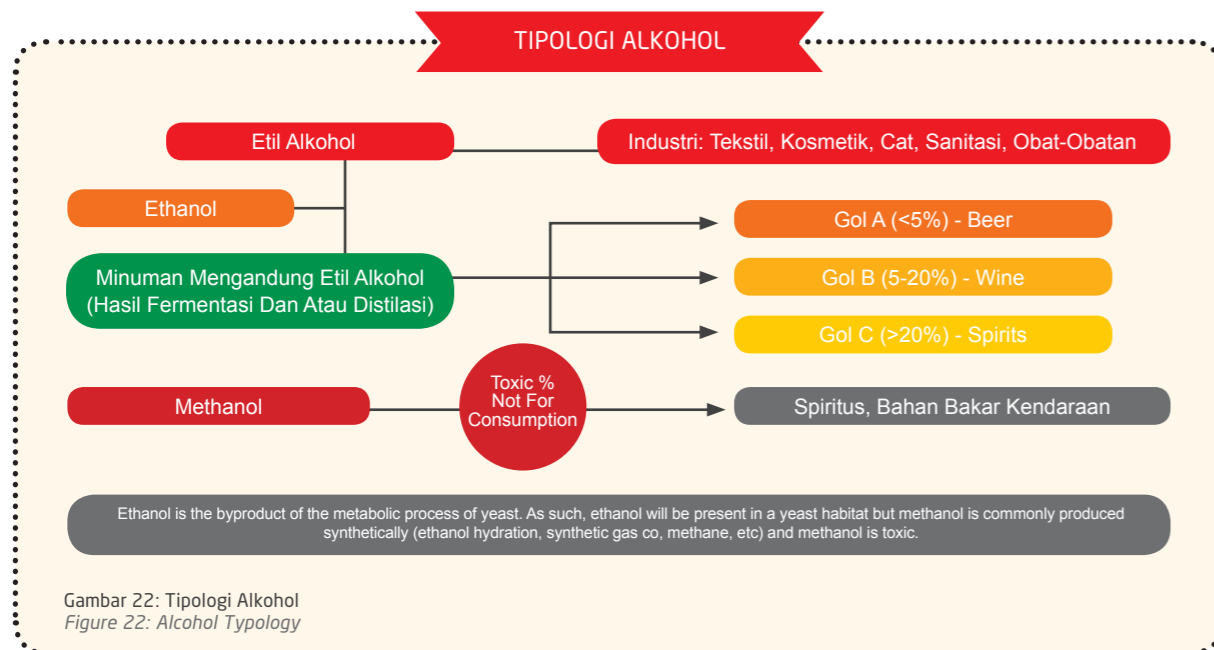 TIPOLOGI ALKOHOL
Etil Alkohol
Industri: Tekstil, Kosmetik, Cat, Sanitasi, Obat-Obatan
Ethanol
Minuman Mengandung Etil Alkohol
(Hasil Fermentasi Dan Atau Distilasi)
Gol A (<5%) - Beer
Gol B (5-20%) - Wine
Gol C (>20%) - Spirits
Methanol
Toxic %
Not For
Consumption
Spiritus, Bahan Bakar Kendaraan
Ethanol is the byproduct of the metabolic process of yeast. As such, ethanol will be present in a yeast habitat but methanol is commonly produced
synthetically (ethanol hydration, synthetic gas co, methane, etc) and methanol is toxic.
Gambar 22: Tipologi Alkohol
Figure 22: Alcohol Typology